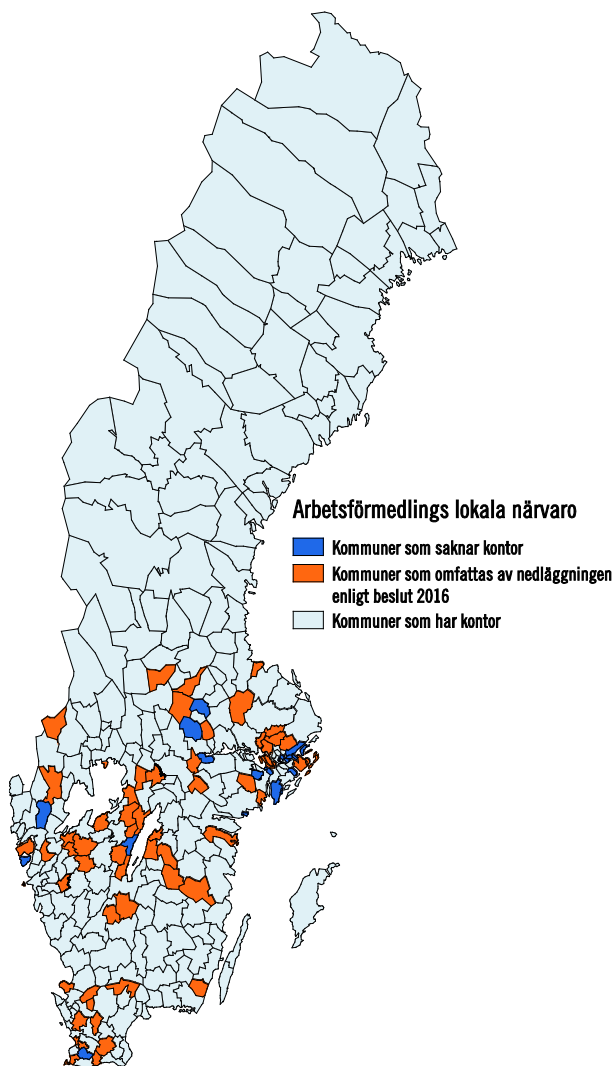 Arbetsförmedlings lokala närvaro
Kommuner som saknar kontor
Kommuner som omfattas av nedläggningen
enligt beslut 2016
Kommuner som har kontor